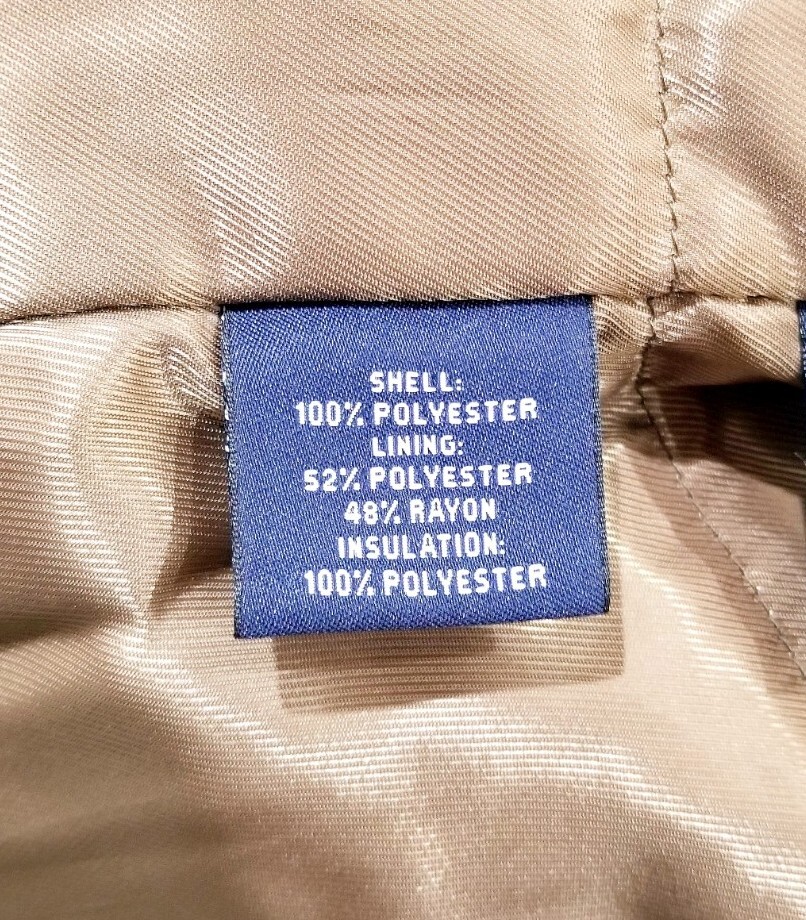 SHELL:
100% POLYESTER
LINING:
52% POLYESTER
48% RAYON
INSULATION:
100% POLYESTER